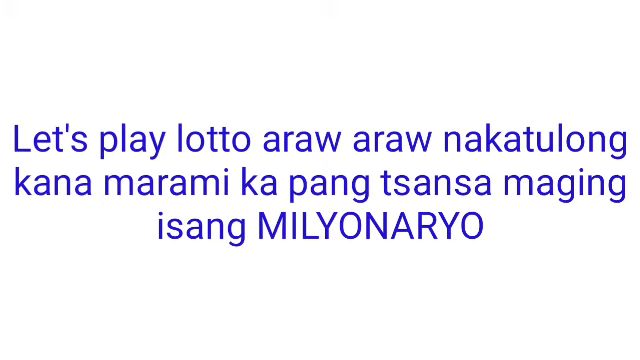 Let's play lotto araw araw nakatulong
kana marami ka pang tsansa maging
isang MILYONARYO